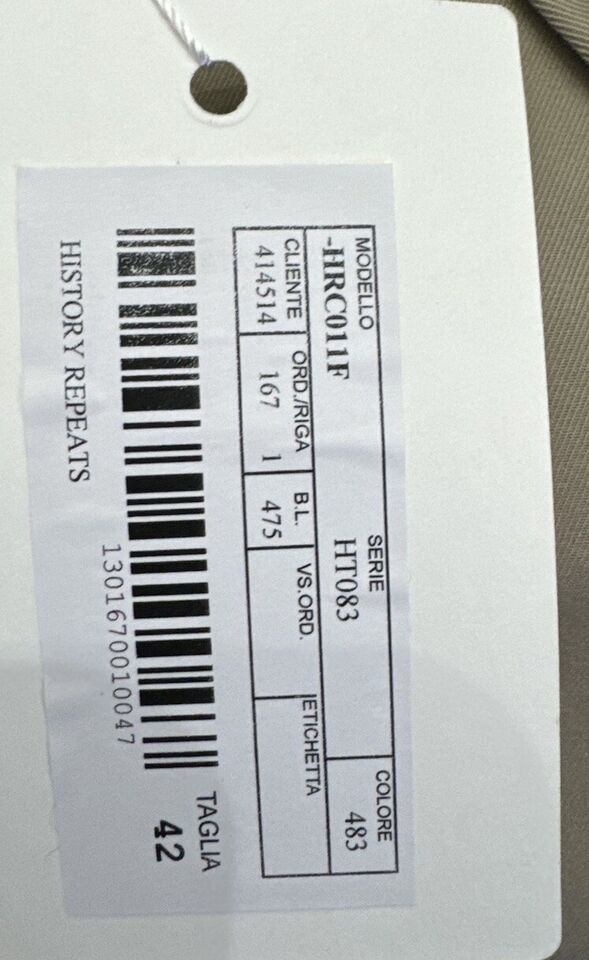 MODELLO SERIE COLORE
-HRC011F HT083 483
CLIENTE ORD./RIGA B.L. VS.ORD. ETICHETTA
414514 167 1 475
TAGLIA
42
1301670010047
HISTORY REPEATS